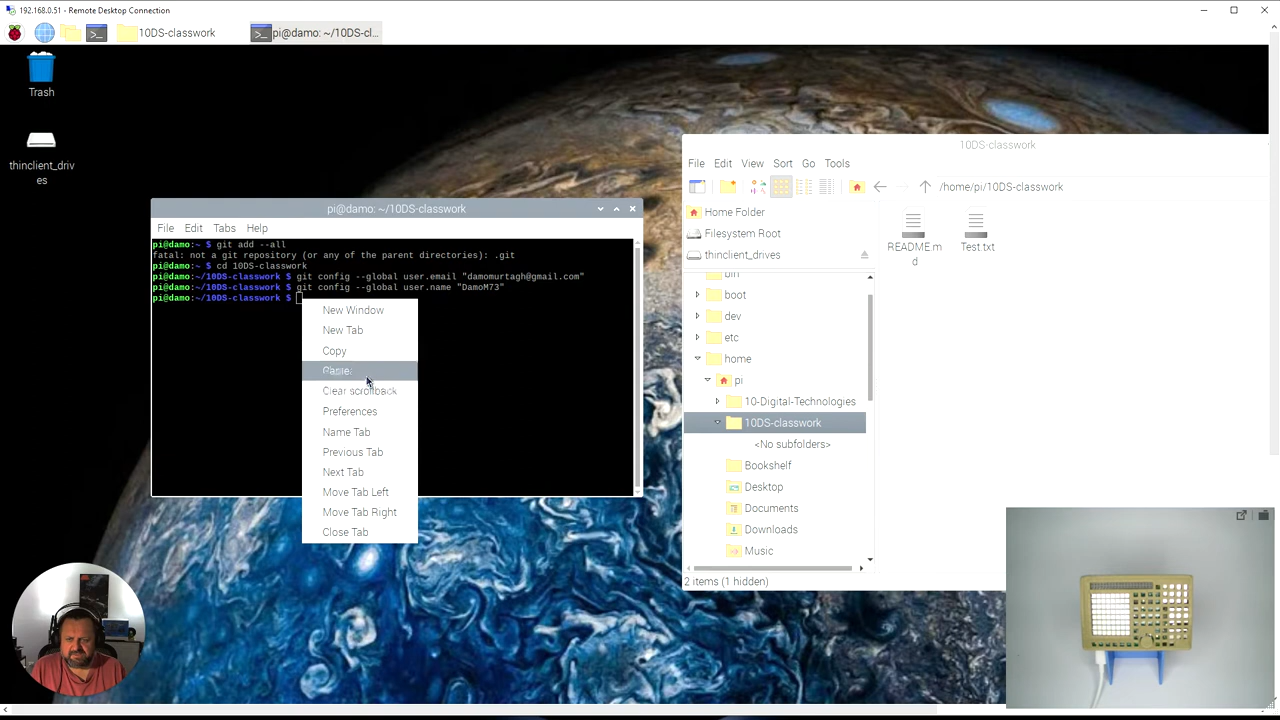 192.168.0.51 - Remote Desktop Connection
10DS-classwork
pi@damo: ~/10DS-cl...
Trash
thinclient_driv
es
pi@damo: ~/10DS-classwork
File Edit Tabs Help
pi@damo:~ $ git add --all
fatal: not a git repository (or any of the parent directories): .git
pi@damo:~ $ cd 10DS-classwork
pi@damo:~/10DS-classwork $ git config --global user.email "damomurtagh@gmail.com"
pi@damo:~/10DS-classwork $ git config --global user.name "DamoM73"
pi@damo:~/10DS-classwork $
New Window
New Tab
Copy
Paste
Clear scrollback
Preferences
Name Tab
Previous Tab
Next Tab
Move Tab Left
Move Tab Right
Close Tab
10DS-classwork
File Edit View Sort Go Tools
/home/pi/10DS-classwork
Home Folder
Filesystem Root
thinclient_drives
bin
boot
dev
etc
home
pi
10-Digital-Technologies
10DS-classwork
<No subfolders>
Bookshelf
Desktop
Documents
Downloads
Music
README.m
d
Test.txt
2 items (1 hidden)